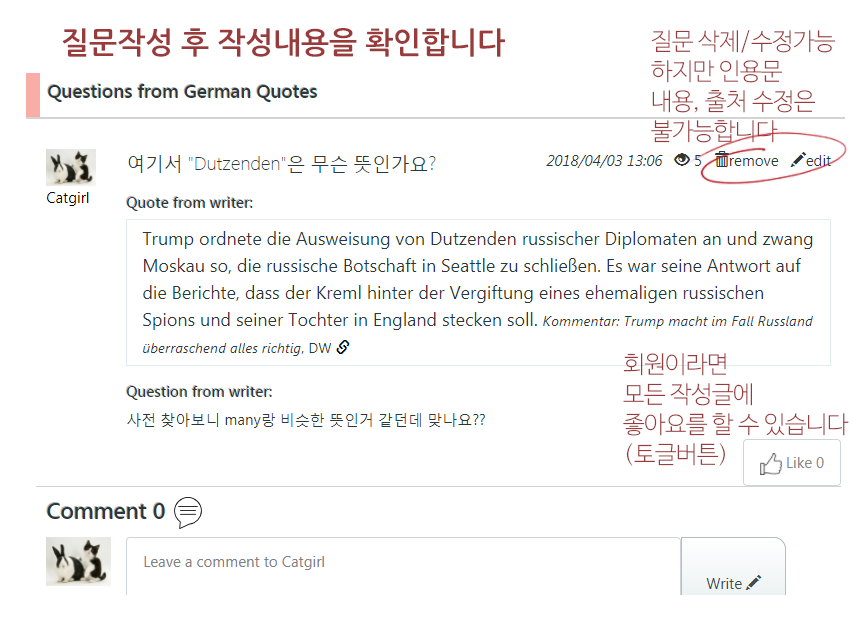 질문작성 후 작성내용을 확인합니다
질문 삭제/수정가능
하지만 인용문
내용, 출처 수정은
불가능합니다
Questions from German Quotes
여기서 "Dutzenden"은 무슨 뜻인가요?
2018/04/03 13:06 5 remove edit
Catgirl
Quote from writer:
Trump ordnete die Ausweisung von Dutzenden russischer Diplomaten an und zwang
Moskau so, die russische Botschaft in Seattle zu schließen. Es war seine Antwort auf
die Berichte, dass der Kreml hinter der Vergiftung eines ehemaligen russischen
Spions und seiner Tochter in England stecken soll. Kommentar: Trump macht im Fall Russland
überraschend alles richtig, DW
Question from writer:
사전 찾아보니 many랑 비슷한 뜻인거 같던데 맞나요??
회원이라면
모든 작성글에
좋아요를 할 수 있습니다
(토글버튼)
Like 0
Comment 0
Leave a comment to Catgirl
Write